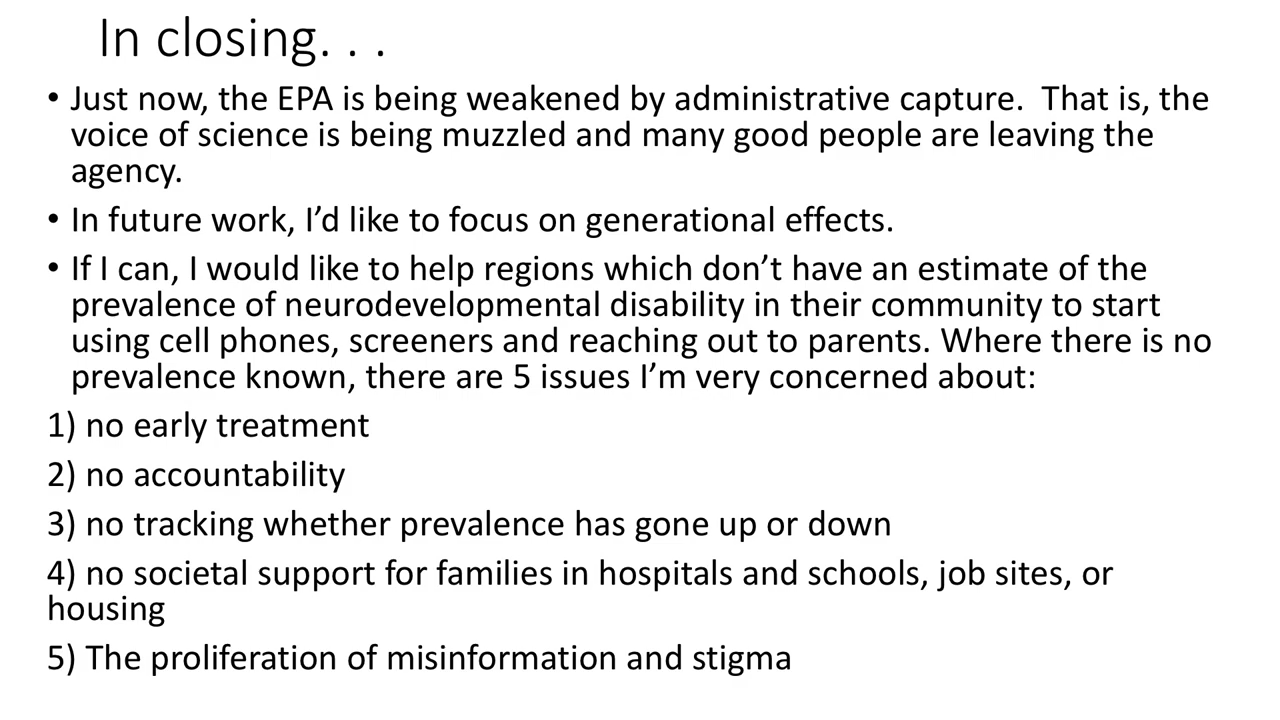 In closing. . .
• Just now, the EPA is being weakened by administrative capture.  That is, the
voice of science is being muzzled and many good people are leaving the
agency.
• In future work, I’d like to focus on generational effects.
• If I can, I would like to help regions which don’t have an estimate of the
prevalence of neurodevelopmental disability in their community to start
using cell phones, screeners and reaching out to parents. Where there is no
prevalence known, there are 5 issues I’m very concerned about:
1) no early treatment
2) no accountability
3) no tracking whether prevalence has gone up or down
4) no societal support for families in hospitals and schools, job sites, or
housing
5) The proliferation of misinformation and stigma